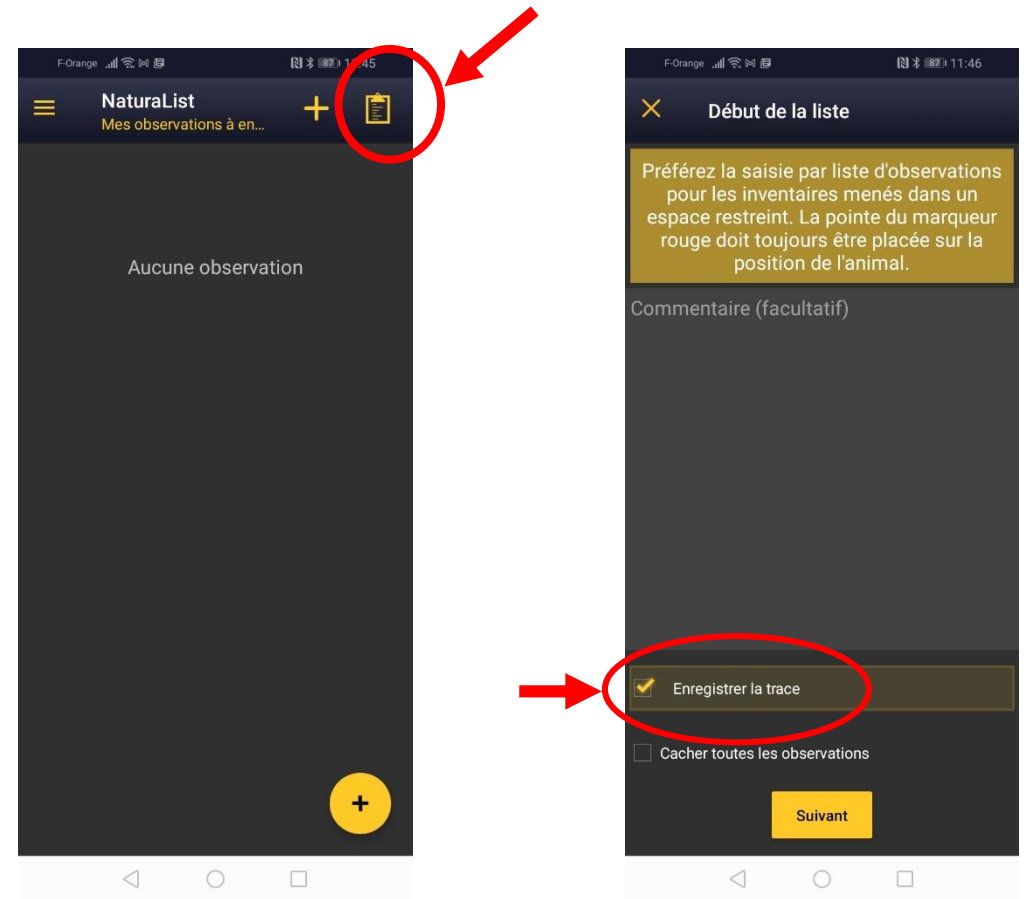 F-Orange
87
NaturaList
Mes observations à en...
Aucune observation
F-Orange
87 11:46
Début de la liste
Préférez la saisie par liste d'observations
pour les inventaires menés dans un
espace restreint. La pointe du marqueur
rouge doit toujours être placée sur la
position de l'animal.
Commentaire (facultatif)
Enregistrer la trace
Cacher toutes les observations
Suivant